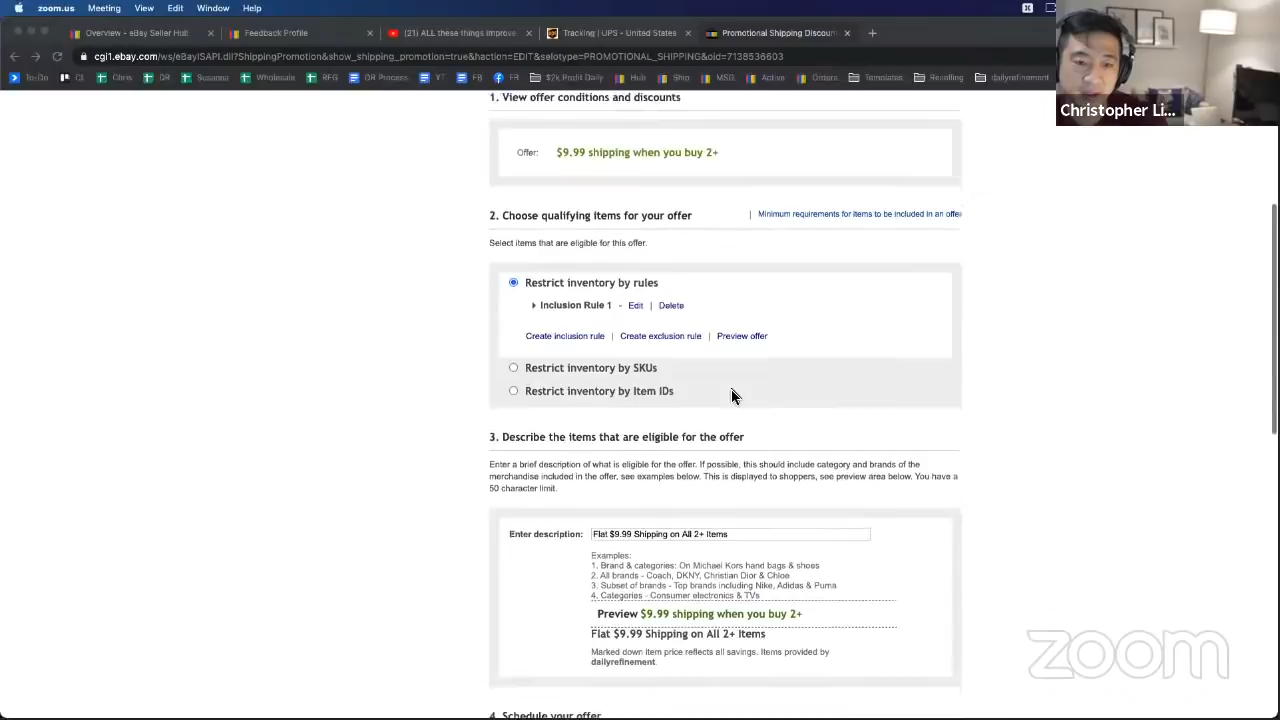 zoom.us Meeting View Edit Window Help
Overview - eBay Seller Hub
Feedback Profile
(21) ALL these things improve
Tracking | UPS - United States
Promotional Shipping Discoun
cgi1.ebay.com/ws/eBayISAPI.dll?ShippingPromotion&show_shipping_promotion=true&haction=EDIT&selotype=PROMOTIONAL_SHIPPING&oid=7138536603
To-Do CL DR Susanna Wholesale RFG OR_Process YT FB FB $2k Profit Daily Hub Ship MSG. Active Orders. Templates Reselling dailyrefinement
Christopher Li...
1. View offer conditions and discounts
Offer: $9.99 shipping when you buy 2+
2. Choose qualifying items for your offer | Minimum requirements for items to be included in an offe
Select items that are eligible for this offer.
Restrict inventory by rules
Inclusion Rule 1 - Edit | Delete
Create inclusion rule | Create exclusion rule | Preview offer
Restrict inventory by SKUs
Restrict inventory by Item IDs
3. Describe the items that are eligible for the offer
Enter a brief description of what is eligible for the offer. If possible, this should include category and brands of the
merchandise included in the offer, see examples below. This is displayed to shoppers, see preview area below. You have a
50 character limit.
Enter description: Flat $9.99 Shipping on All 2+ Items
Examples:
1. Brand & categories: On Michael Kors hand bags & shoes
2. All brands - Coach, DKNY, Christian Dior & Chloe
3. Subset of brands - Top brands including Nike, Adidas & Puma
4. Categories - Consumer electronics & TVs
Preview $9.99 shipping when you buy 2+
Flat $9.99 Shipping on All 2+ Items
Marked down item price reflects all savings. Items provided by
dailyrefinement.
4. Schedule your offer
zoom